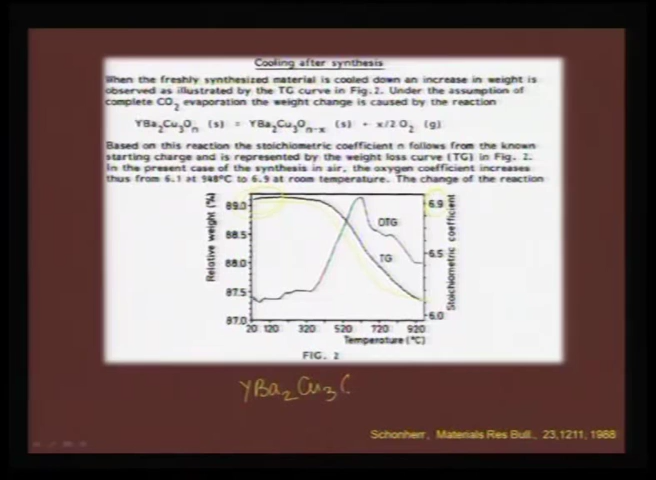 Cooling after synthesis
When the freshly synthesized material is cooled down an increase in weight is
observed as illustrated by the TG curve in Fig.2. Under the assumption of
complete CO2 evaporation the weight change is caused by the reaction
YBa2Cu3On (s) = YBa2Cu3On-x (s) + x/2 O2 (g)
Based on this reaction the stoichiometric coefficient n follows from the known
starting charge and is represented by the weight loss curve (TG) in Fig. 2.
In the present case of the synthesis in air, the oxygen coefficient increases
thus from 6.1 at 948°C to 6.9 at room temperature. The change of the reaction
Relative weight (%)
89.0
88.5
88.0
87.5
87.0
DTG
TG
6.9
6.5
6.0
Stoichiometric coefficient
20 120 320 520 720 920
Temperature (°C)
FIG. 2
YBa2Cu3(
Schonherr, Materials Res Bull., 23,1211, 1988